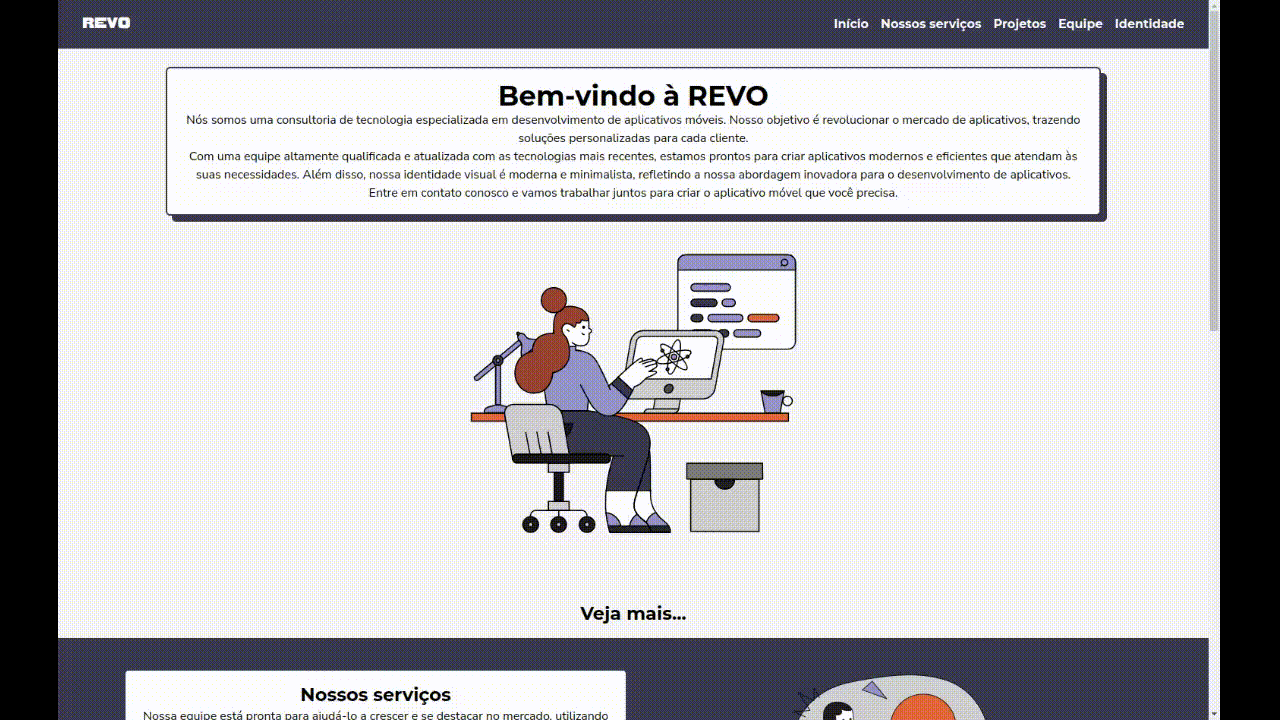 REVO
Início Nossos serviços Projetos Equipe Identidade
Bem-vindo à REVO
Nós somos uma consultoria de tecnologia especializada em desenvolvimento de aplicativos móveis. Nosso objetivo é revolucionar o mercado de aplicativos, trazendo
soluções personalizadas para cada cliente.
Com uma equipe altamente qualificada e atualizada com as tecnologias mais recentes, estamos prontos para criar aplicativos modernos e eficientes que atendam às
suas necessidades. Além disso, nossa identidade visual é moderna e minimalista, refletindo a nossa abordagem inovadora para o desenvolvimento de aplicativos.
Entre em contato conosco e vamos trabalhar juntos para criar o aplicativo móvel que você precisa.
Veja mais...
Nossos serviços
Nossa equipe está pronta para ajudá-lo a crescer e se destacar no mercado, utilizando